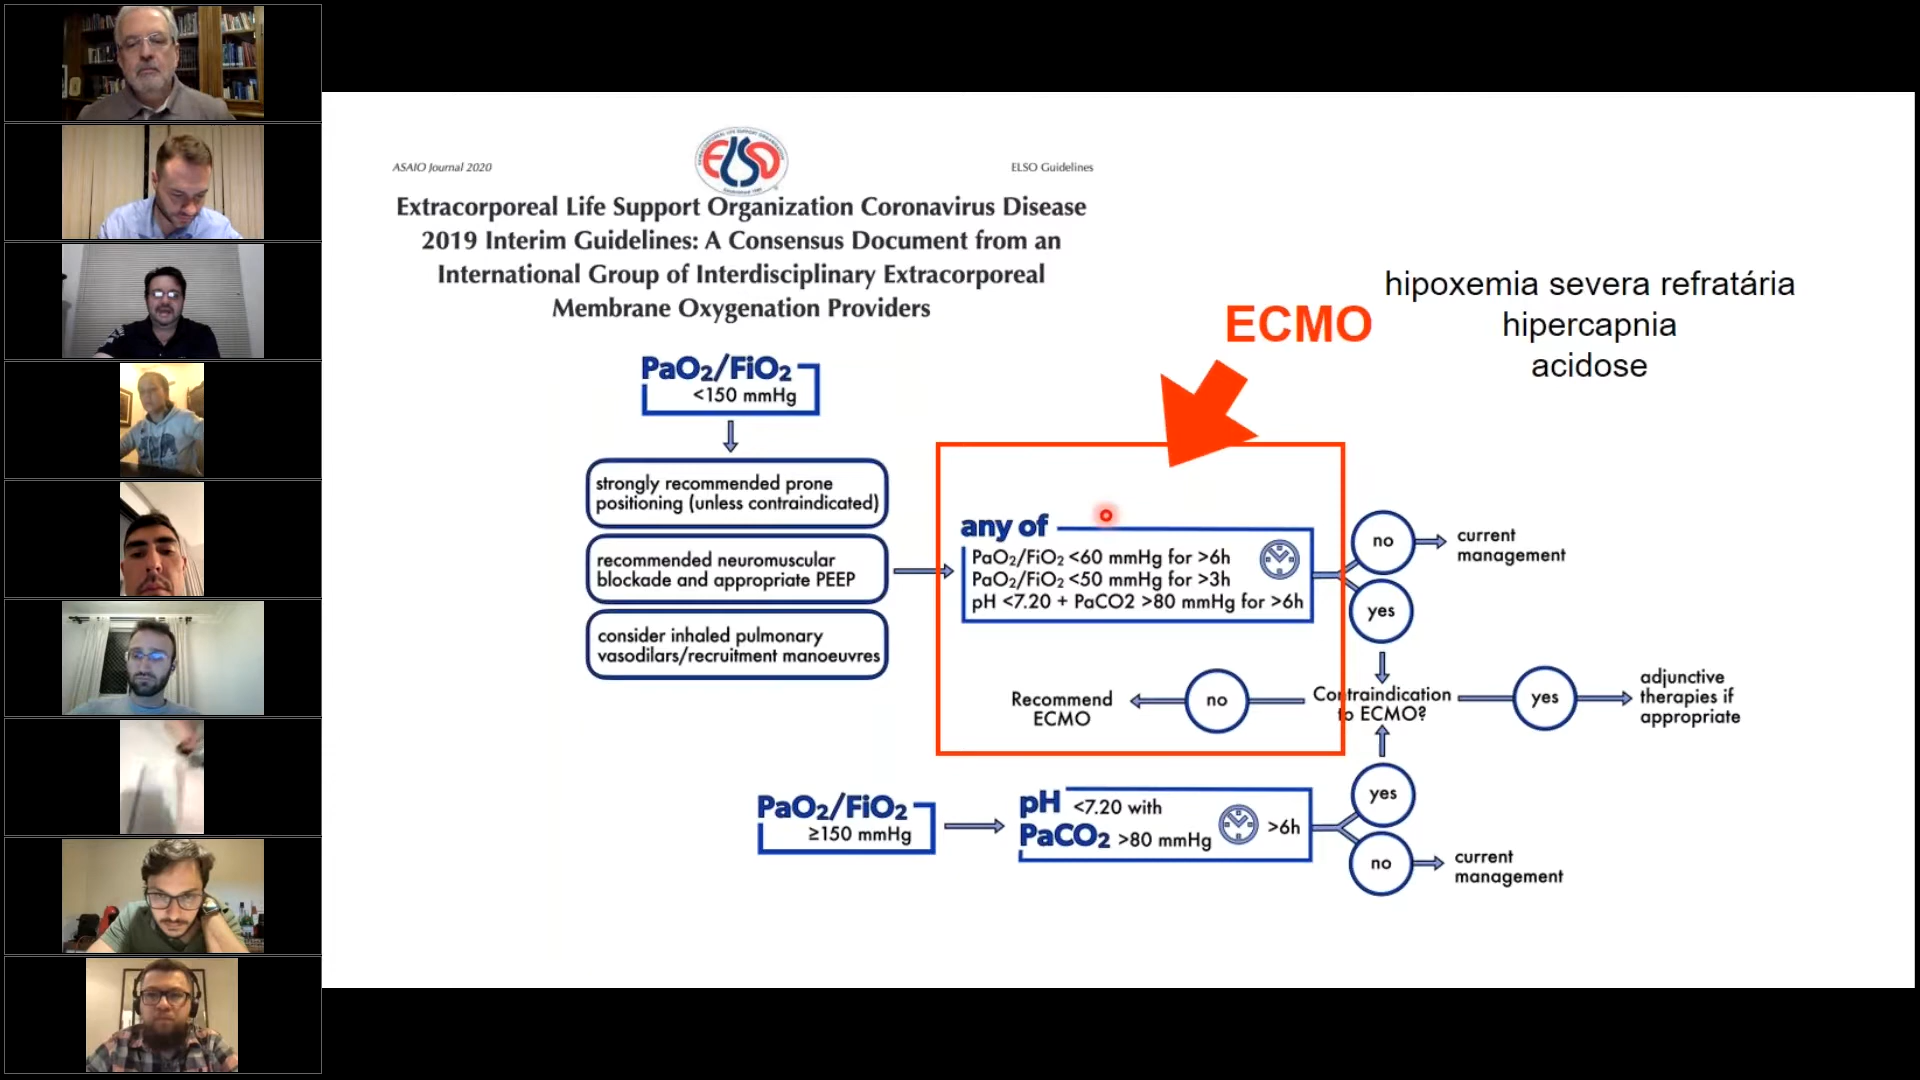 ASAIO Journal 2020
ELSO
ELSO Guidelines
Extracorporeal Life Support Organization Coronavirus Disease
2019 Interim Guidelines: A Consensus Document from an
International Group of Interdisciplinary Extracorporeal
Membrane Oxygenation Providers
ECMO
hipoxemia severa refratária
hipercapnia
acidose
PaO2/FiO2
<150 mmHg
strongly recommended prone
positioning (unless contraindicated)
recommended neuromuscular
blockade and appropriate PEEP
consider inhaled pulmonary
vasodilars/recruitment manoeuvres
any of
PaO2/FiO2 <60 mmHg for >6h
PaO2/FiO2 <50 mmHg for >3h
pH <7.20 + PaCO2 >80 mmHg for >6h
no
current
management
yes
Recommend
ECMO
no
Contraindication
to ECMO?
yes
adjunctive
therapies if
appropriate
PaO2/FiO2
≥150 mmHg
pH <7.20 with
PaCO2 >80 mmHg
>6h
yes
no
current
management